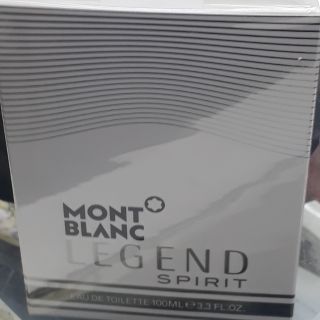 MONT
BLANC
LEGEND
SPIRIT
EAU DE TOILETTE 100ML e 3.3 FL.OZ.